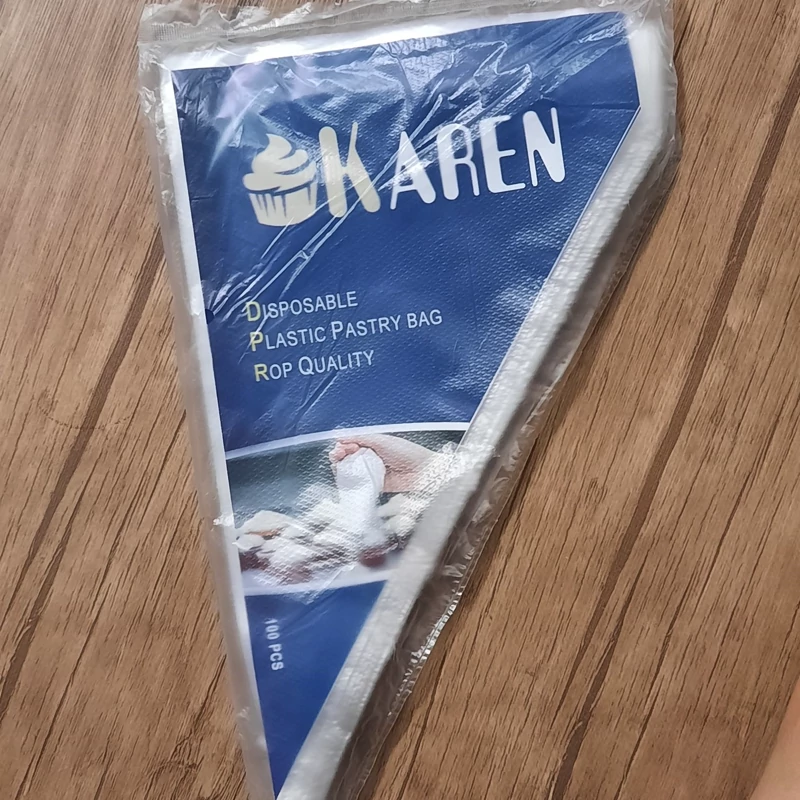 KAREN
DISPOSABLE
PLASTIC PASTRY BAG
ROP QUALITY
100 PCS